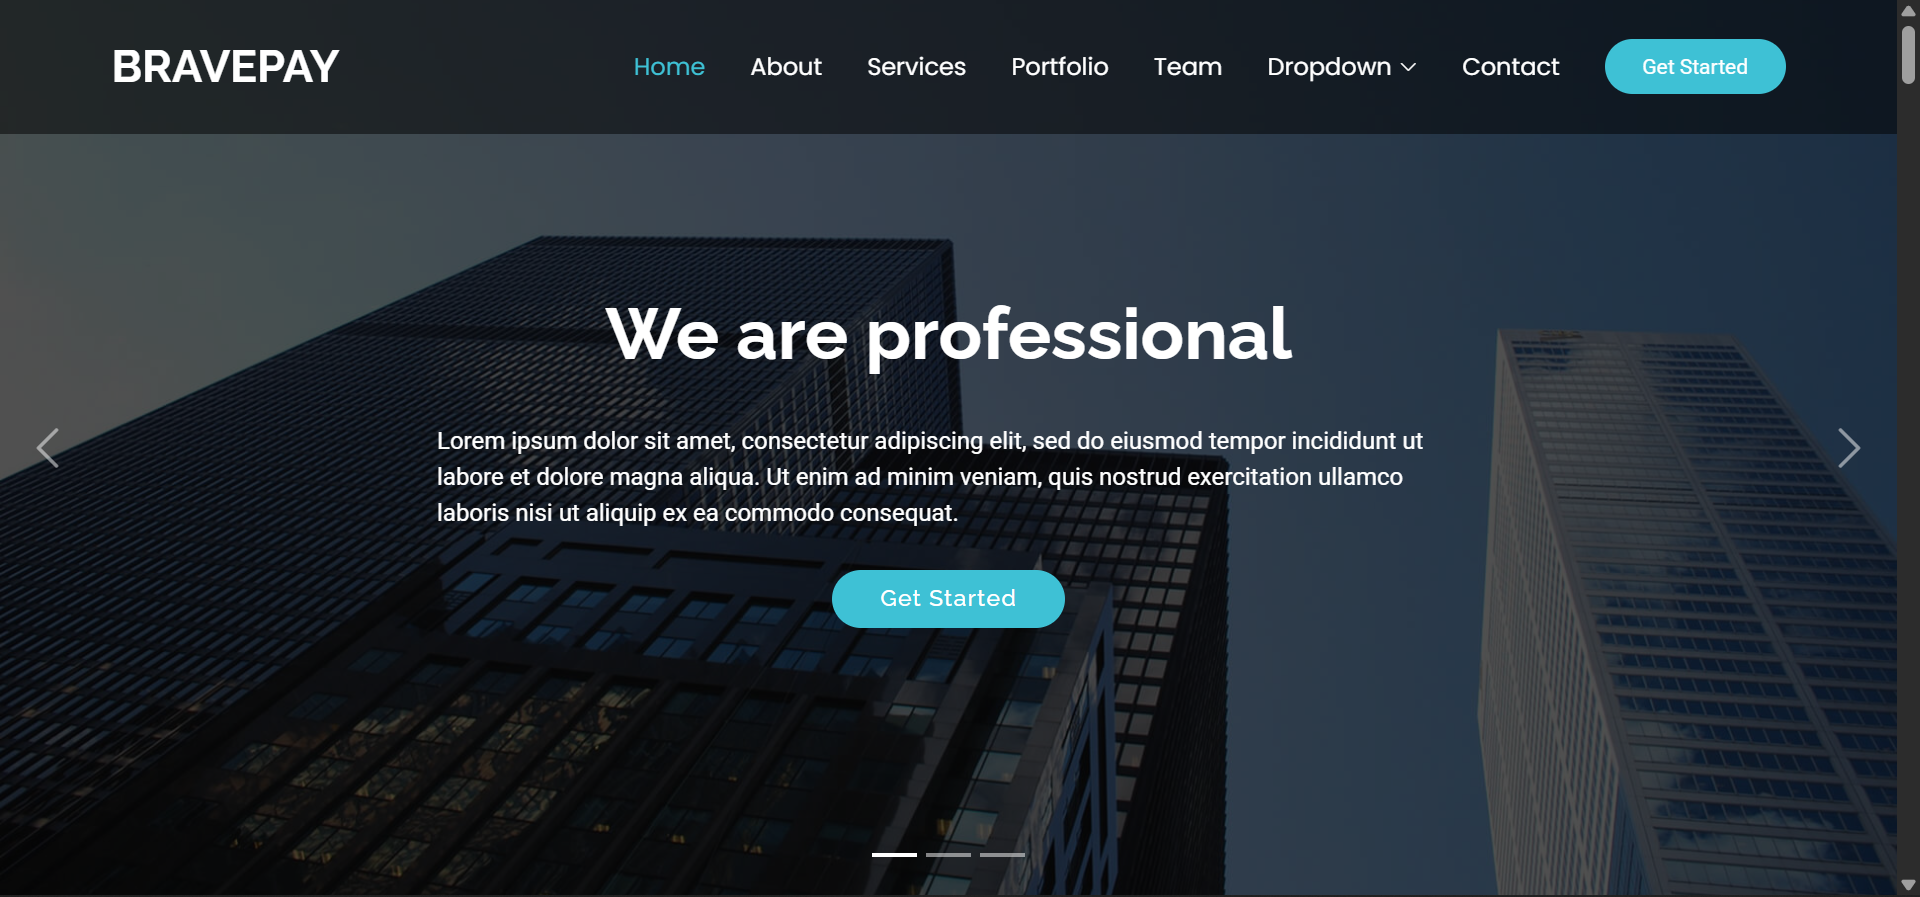 BRAVEPAY
Home About Services Portfolio Team Dropdown Contact Get Started
We are professional
Lorem ipsum dolor sit amet, consectetur adipiscing elit, sed do eiusmod tempor incididunt ut
labore et dolore magna aliqua. Ut enim ad minim veniam, quis nostrud exercitation ullamco
laboris nisi ut aliquip ex ea commodo consequat.
Get Started